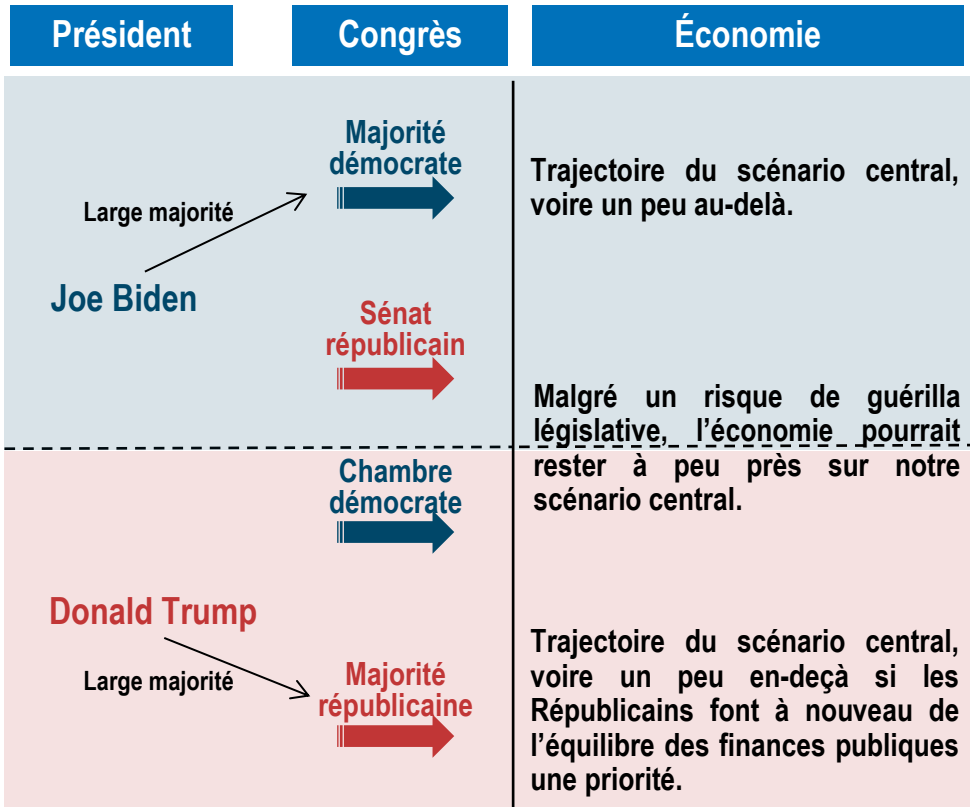 Président
Congrès
Économie
Majorité
démocrate
Large majorité
Joe Biden
Trajectoire du scénario central,
voire un peu au-delà.
Sénat
républicain
Malgré un risque de guérilla
législative, l’économie pourrait
rester à peu près sur notre
scénario central.
Chambre
démocrate
Donald Trump
Large majorité
Majorité
républicaine
Trajectoire du scénario central,
voire un peu en-deçà si les
Républicains font à nouveau de
l’équilibre des finances publiques
une priorité.